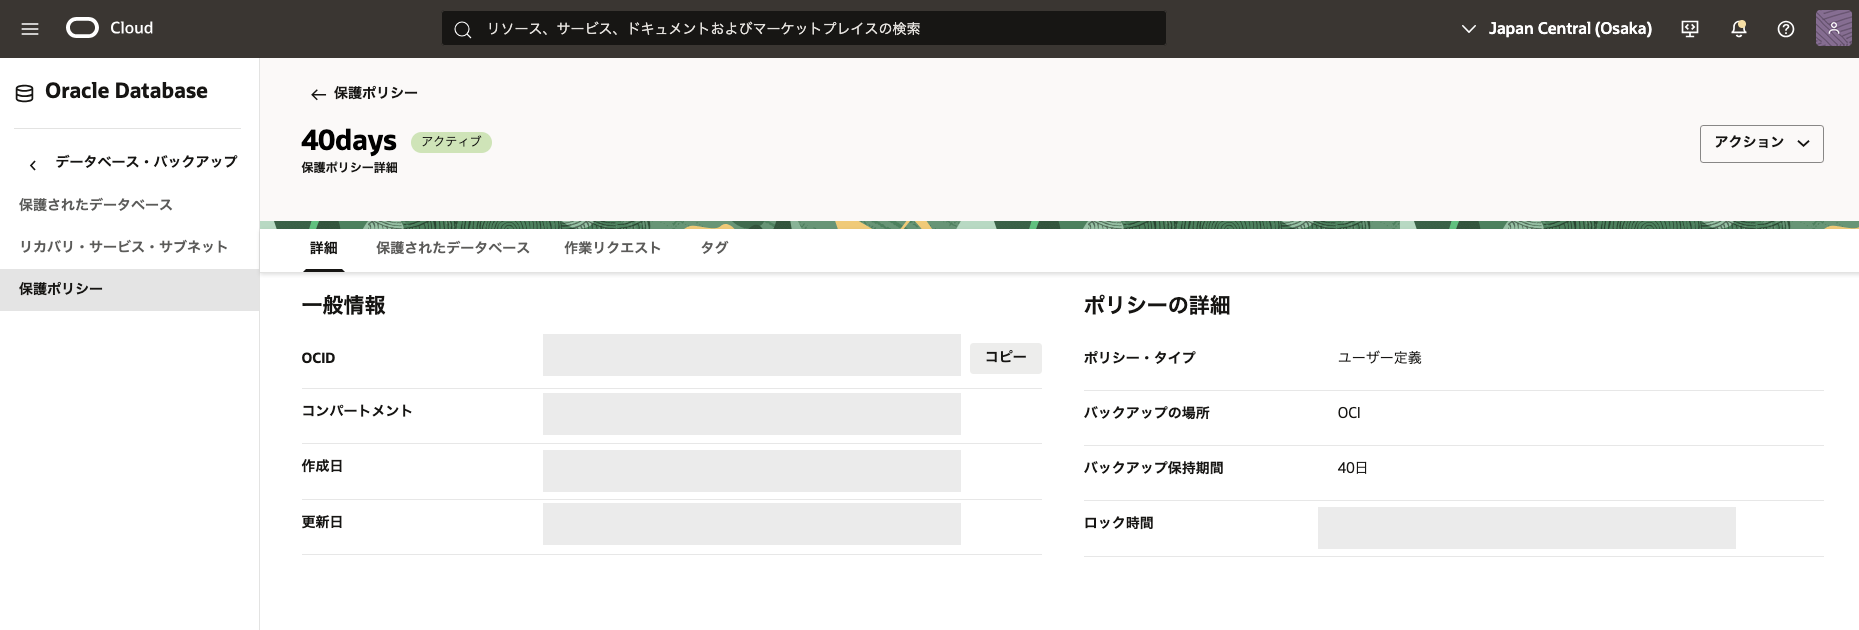 Cloud
リソース、サービス、ドキュメントおよびマーケットプレイスの検索
Japan Central (Osaka)
Oracle Database
データベース・バックアップ
保護されたデータベース
リカバリ・サービス・サブネット
保護ポリシー
保護ポリシー
40days
アクティブ
保護ポリシー詳細
アクション
詳細
保護されたデータベース
作業リクエスト
タグ
一般情報
OCID
コピー
コンパートメント
作成日
更新日
ポリシーの詳細
ポリシー・タイプ
ユーザー定義
バックアップの場所
OCI
バックアップ保持期間
40日
ロック時間